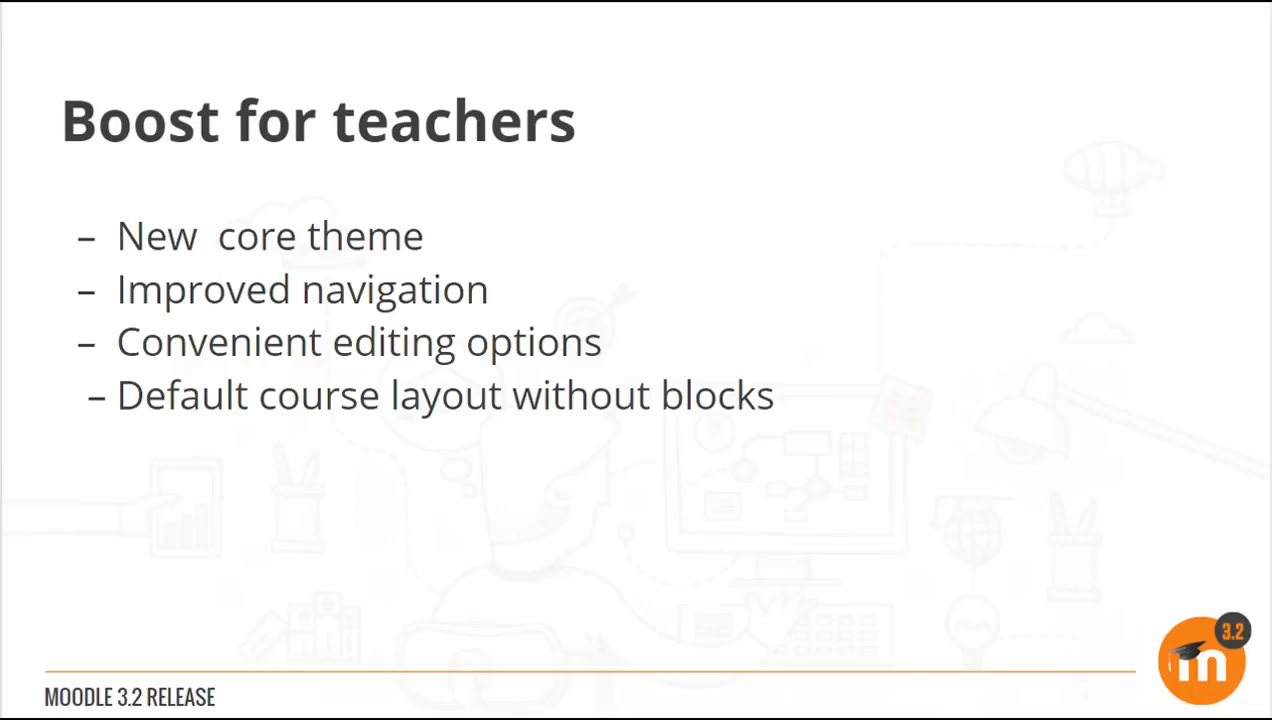 Boost for teachers
– New  core theme
– Improved navigation
– Convenient editing options
– Default course layout without blocks
3.2
m
MOODLE 3.2 RELEASE